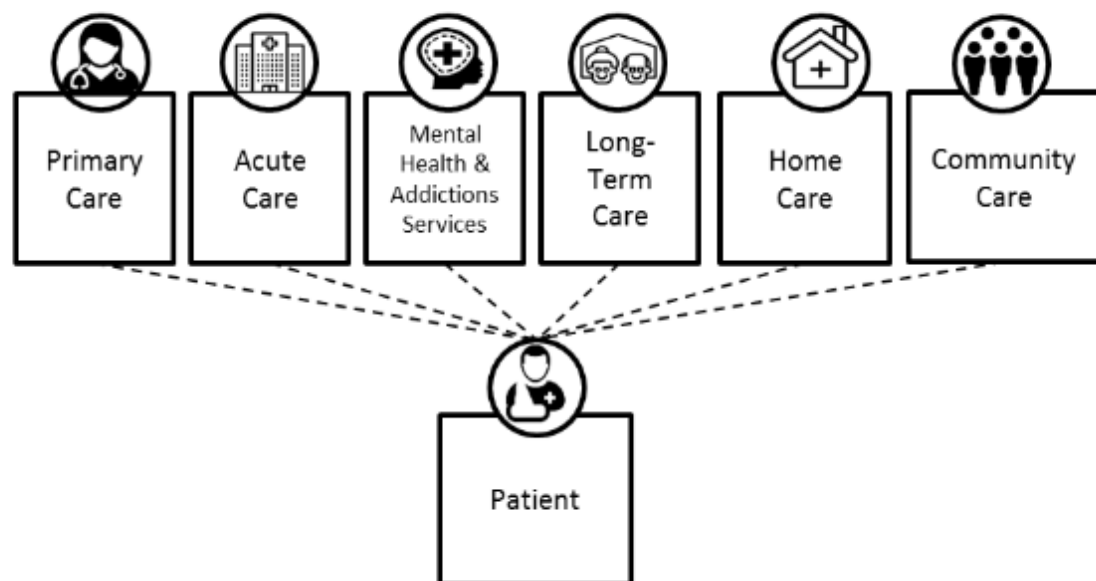 Primary
Care
Acute
Care
Mental
Health &
Addictions
Services
Long-
Term
Care
Home
Care
Community
Care
Patient